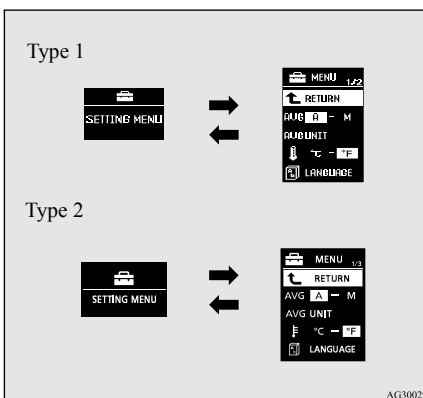 Type 1
SETTING MENU
MENU 1/2
RETURN
AVG A - M
AVG UNIT
°C - °F
LANGUAGE
Type 2
SETTING MENU
MENU 1/3
RETURN
AVG A - M
AVG UNIT
°C - °F
LANGUAGE